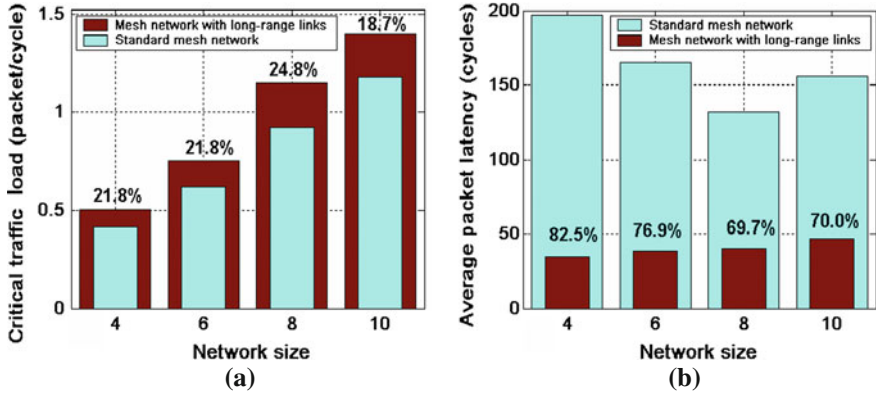 1.5
1
0.5
0
Critical traffic load (packet/cycle)
Mesh network with long-range links
Standard mesh network
21.8%
21.8%
24.8%
18.7%
4 6 8 10
Network size
(a)
200
150
100
50
0
Average packet latency (cycles)
Standard mesh network
Mesh network with long-range links
82.5%
76.9%
69.7%
70.0%
4 6 8 10
Network size
(b)